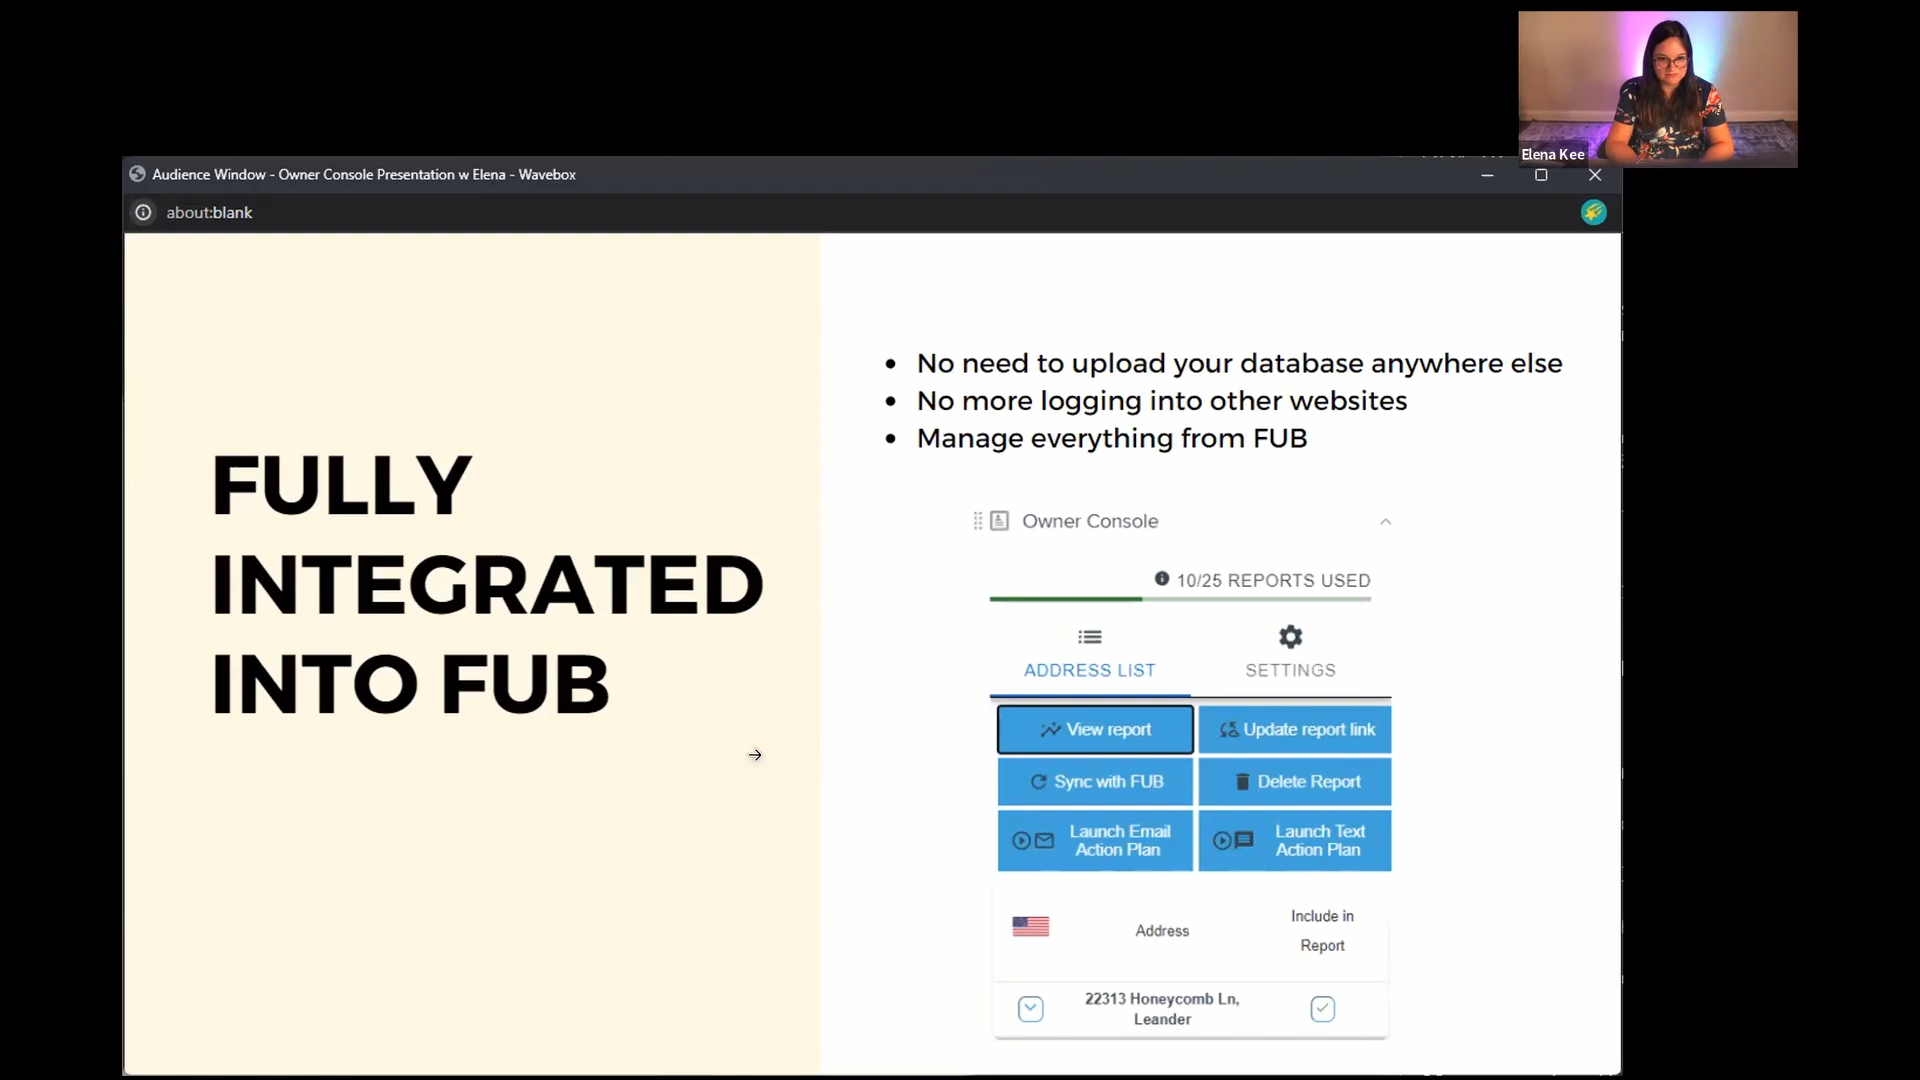 Elena Kee
Audience Window - Owner Console Presentation w Elena - Wavebox
about:blank
FULLY
INTEGRATED
INTO FUB
• No need to upload your database anywhere else
• No more logging into other websites
• Manage everything from FUB
Owner Console
10/25 REPORTS USED
ADDRESS LIST
SETTINGS
View report
Update report link
Sync with FUB
Delete Report
Launch Email
Action Plan
Launch Text
Action Plan
Address
Include in
Report
22313 Honeycomb Ln,
Leander